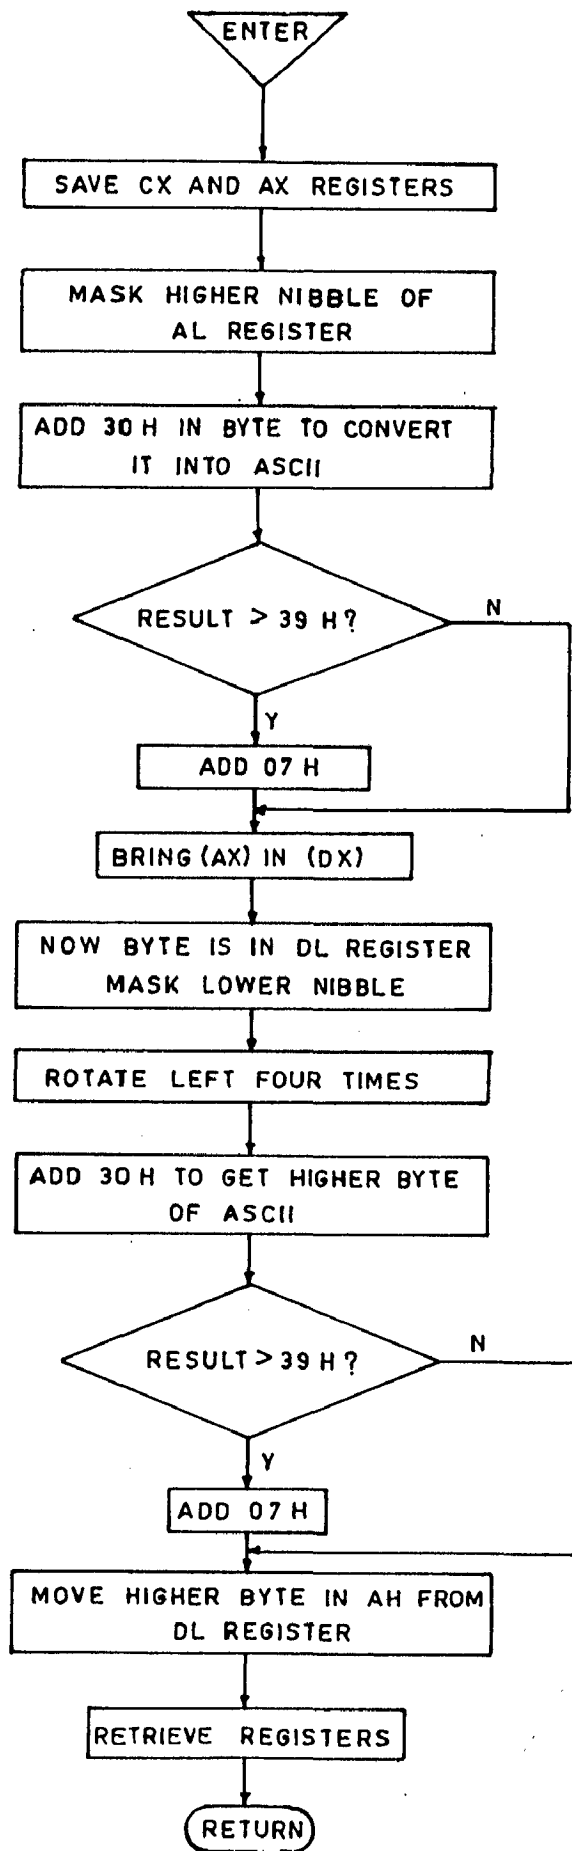 ENTER
SAVE CX AND AX REGISTERS
MASK HIGHER NIBBLE OF
AL REGISTER
ADD 30 H IN BYTE TO CONVERT
IT INTO ASCII
RESULT > 39 H?
N
Y
ADD 07 H
BRING (AX) IN (DX)
NOW BYTE IS IN DL REGISTER
MASK LOWER NIBBLE
ROTATE LEFT FOUR TIMES
ADD 30 H TO GET HIGHER BYTE
OF ASCII
RESULT > 39 H?
N
Y
ADD 07 H
MOVE HIGHER BYTE IN AH FROM
DL REGISTER
RETRIEVE REGISTERS
RETURN